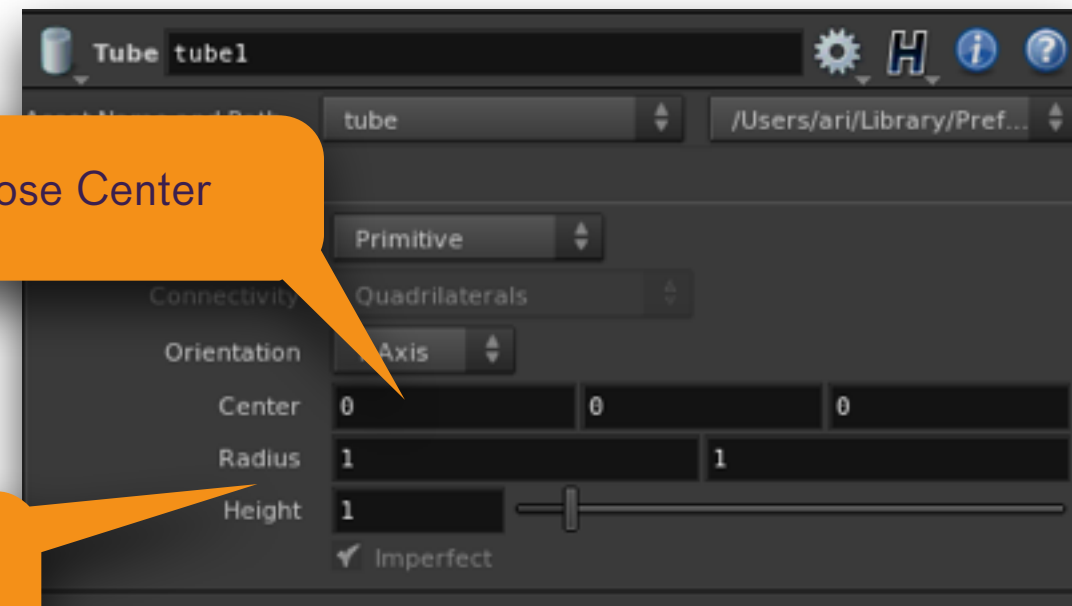 Tube tube1
tube /Users/ari/Library/Pref...
ose Center
Primitive
Connectivity Quadrilaterals
Orientation Axis
Center 0 0 0
Radius 1 1
Height 1
Imperfect